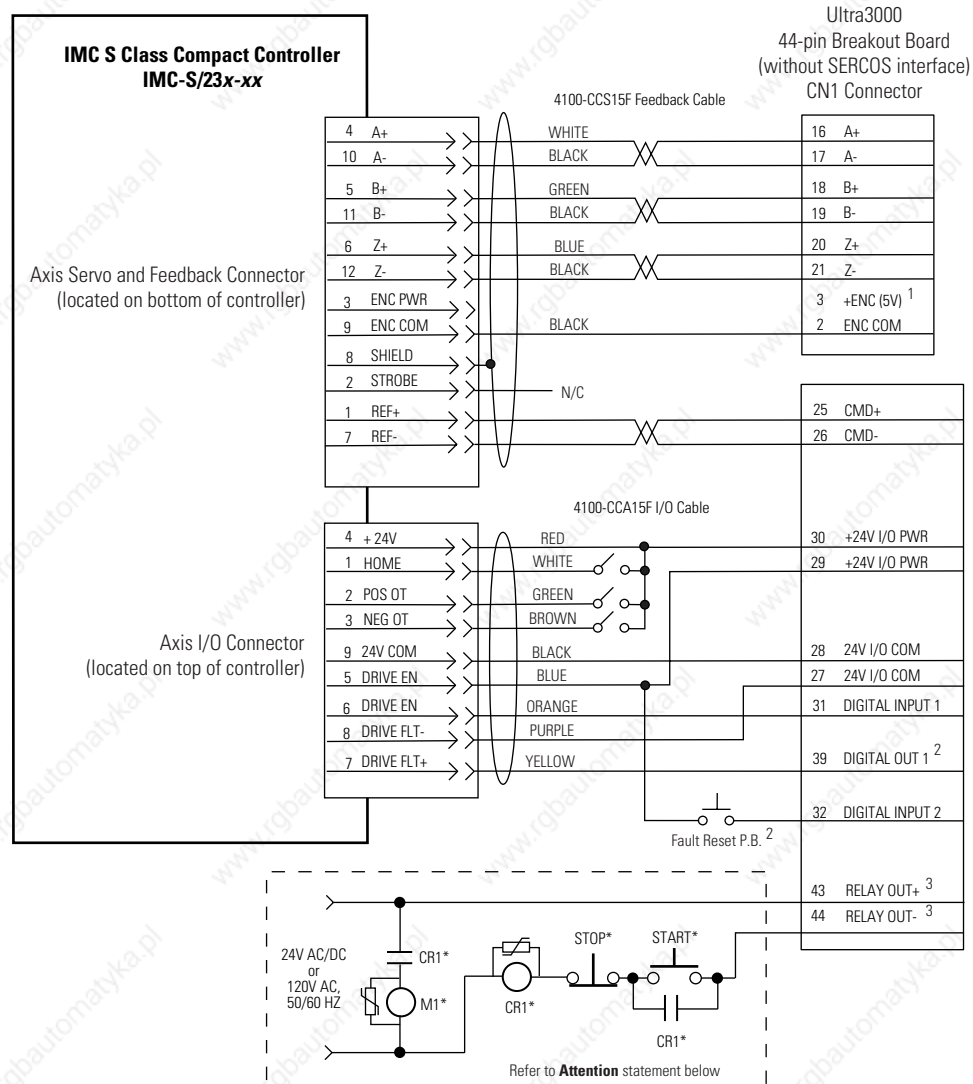 Ultra3000
44-pin Breakout Board
(without SERCOS interface)
CN1 Connector
IMC S Class Compact Controller
IMC-S/23x-xx
4100-CCS15F Feedback Cable
4 A+ WHITE 16 A+
10 A- BLACK 17 A-
5 B+ GREEN 18 B+
11 B- BLACK 19 B-
6 Z+ BLUE 20 Z+
12 Z- BLACK 21 Z-
Axis Servo and Feedback Connector
(located on bottom of controller)
3 ENC PWR 3 +ENC (5V) 1
9 ENC COM BLACK 2 ENC COM
8 SHIELD
2 STROBE N/C
1 REF+ 25 CMD+
7 REF- 26 CMD-
4100-CCA15F I/O Cable
4 + 24V RED 30 +24V I/O PWR
1 HOME WHITE 29 +24V I/O PWR
2 POS OT GREEN
3 NEG OT BROWN
Axis I/O Connector
(located on top of controller)
9 24V COM BLACK 28 24V I/O COM
5 DRIVE EN BLUE 27 24V I/O COM
6 DRIVE EN ORANGE 31 DIGITAL INPUT 1
8 DRIVE FLT- PURPLE
7 DRIVE FLT+ YELLOW 39 DIGITAL OUT 1 2
32 DIGITAL INPUT 2
Fault Reset P.B. 2
43 RELAY OUT+ 3
44 RELAY OUT- 3
24V AC/DC
or
120V AC,
50/60 HZ
CR1*
M1*
CR1*
STOP*
START*
CR1*
Refer to Attention statement below
www.rgbautomatyka.pl